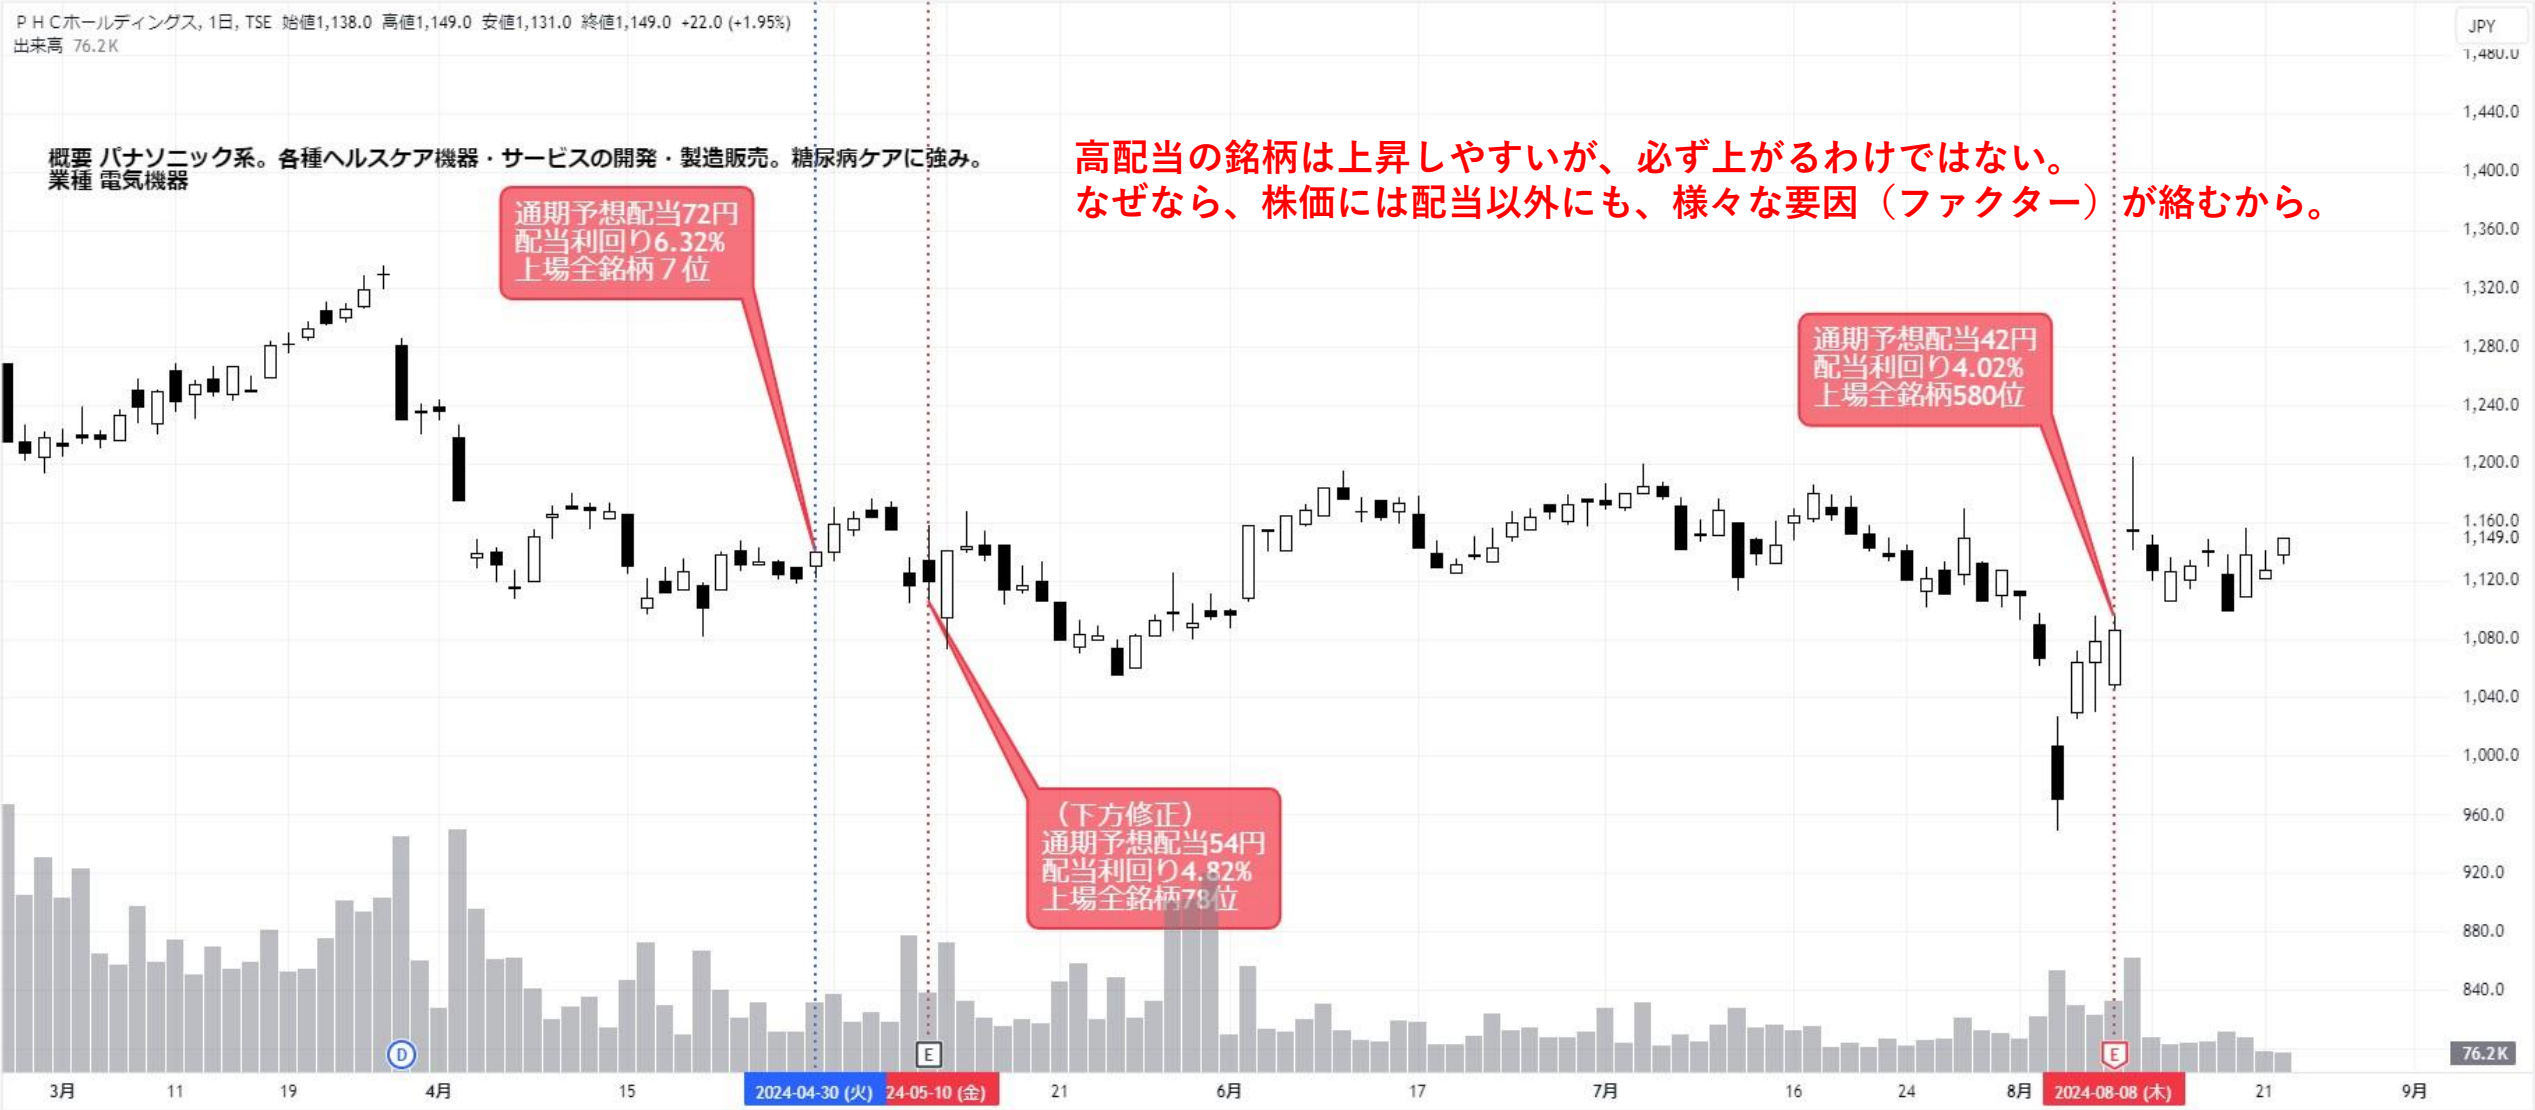 ＰＨＣホールディングス, 1日, TSE 始値1,138.0 高値1,149.0 安値1,131.0 終値1,149.0 +22.0 (+1.95%)
出来高 76.2K
JPY
1,480.0
1,440.0
概要 パナソニック系。各種ヘルスケア機器・サービスの開発・製造販売。糖尿病ケアに強み。
業種 電気機器
高配当の銘柄は上昇しやすいが、必ず上がるわけではない。
なぜなら、株価には配当以外にも、様々な要因（ファクター）が絡むから。
1,400.0
1,360.0
通期予想配当72円
配当利回り6.32%
上場全銘柄７位
1,320.0
1,280.0
通期予想配当42円
配当利回り4.02%
上場全銘柄580位
1,240.0
1,200.0
1,160.0
1,149.0
1,120.0
1,080.0
1,040.0
1,000.0
960.0
（下方修正）
通期予想配当54円
配当利回り4.82%
上場全銘柄78位
920.0
880.0
840.0
D
E
E
76.2K
3月 11 19 4月 15 2024-04-30 (火) 24-05-10 (金) 21 6月 17 7月 16 24 8月 2024-08-08 (木) 21 9月